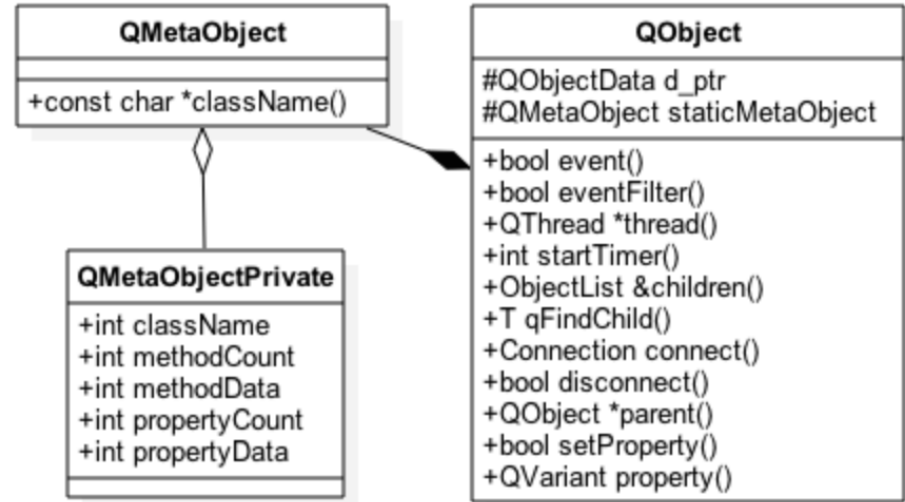 QMetaObject
+const char *className()
QMetaObjectPrivate
+int className
+int methodCount
+int methodData
+int propertyCount
+int propertyData
QObject
#QObjectData d_ptr
#QMetaObject staticMetaObject
+bool event()
+bool eventFilter()
+QThread *thread()
+int startTimer()
+ObjectList &children()
+T qFindChild()
+Connection connect()
+bool disconnect()
+QObject *parent()
+bool setProperty()
+QVariant property()